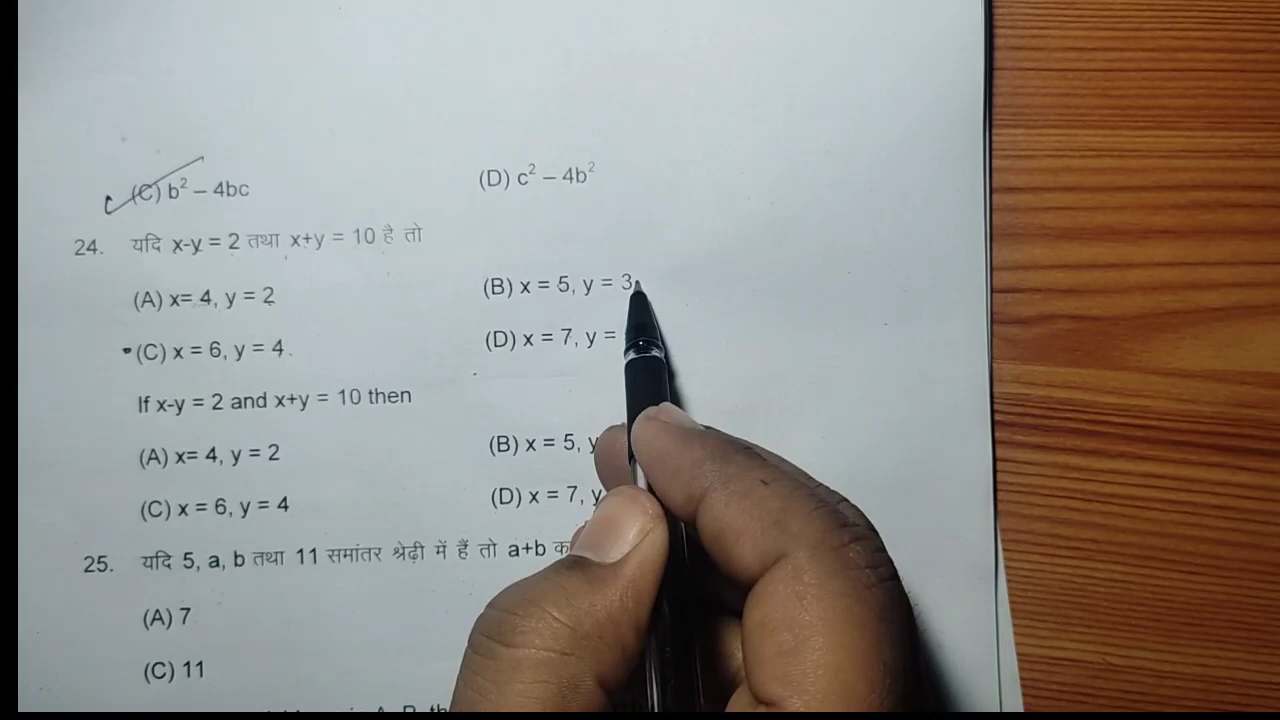 (C) b² – 4bc (D) c² – 4b²
24. यदि x-y = 2 तथा x+y = 10 है तो
(A) x= 4, y = 2 (B) x = 5, y = 3
(C) x = 6, y = 4 (D) x = 7, y =
If x-y = 2 and x+y = 10 then
(A) x= 4, y = 2 (B) x = 5, y
(C) x = 6, y = 4 (D) x = 7, y
25. यदि 5, a, b तथा 11 समांतर श्रेढ़ी में हैं तो a+b
(A) 7
(C) 11